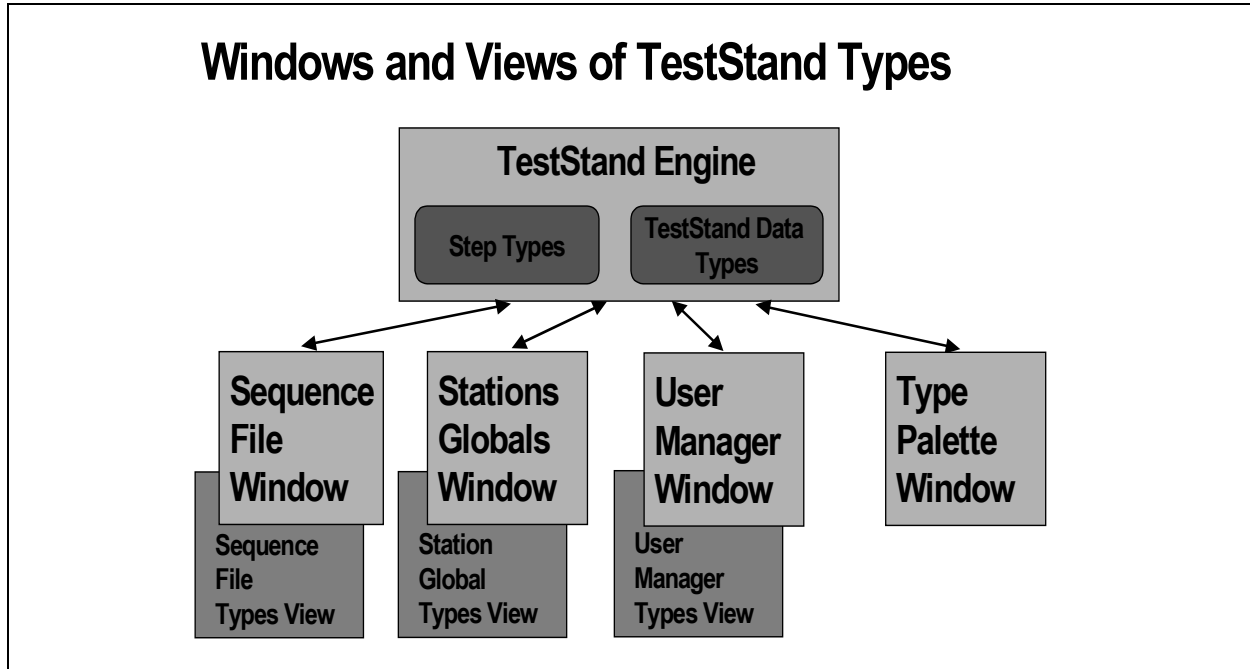 Windows and Views of TestStand Types
TestStand Engine
Step Types
TestStand Data
Types
Sequence
File
Window
Sequence
File
Types View
Stations
Globals
Window
Station
Global
Types View
User
Manager
Window
User
Manager
Types View
Type
Palette
Window